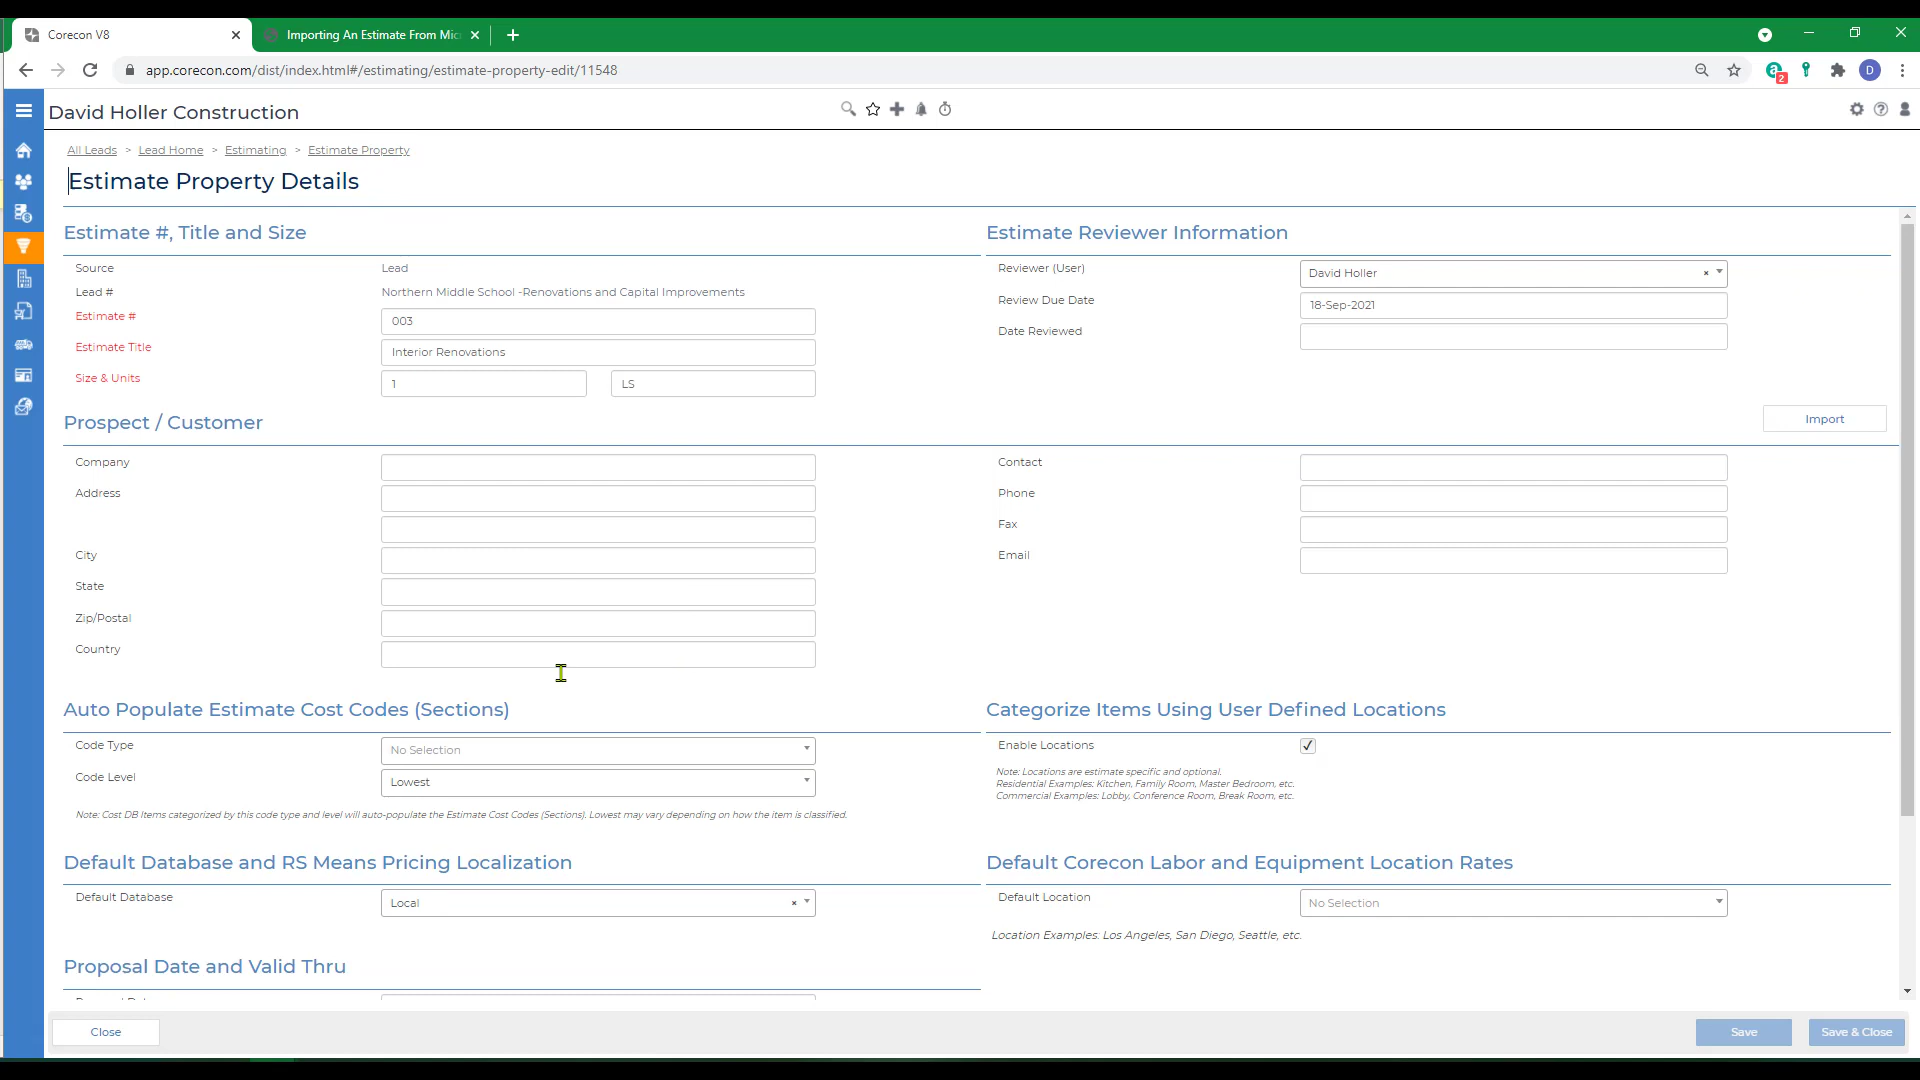 Corecon V8
Importing An Estimate From Mic
app.corecon.com/dist/index.html#/estimating/estimate-property-edit/11548
2
D
David Holler Construction
All Leads > Lead Home > Estimating > Estimate Property
Estimate Property Details
Estimate #, Title and Size
Source
Lead
Lead #
Northern Middle School -Renovations and Capital Improvements
Estimate #
003
Estimate Title
Interior Renovations
Size & Units
1
LS
Estimate Reviewer Information
Reviewer (User)
David Holler
Review Due Date
18-Sep-2021
Date Reviewed
Prospect / Customer
Import
Company
Address
City
State
Zip/Postal
Country
Contact
Phone
Fax
Email
Auto Populate Estimate Cost Codes (Sections)
Code Type
No Selection
Code Level
Lowest
Note: Cost DB Items categorized by this code type and level will auto-populate the Estimate Cost Codes (Sections). Lowest may vary depending on how the item is classified.
Categorize Items Using User Defined Locations
Enable Locations
Note: Locations are estimate specific and optional.
Residential Examples: Kitchen, Family Room, Master Bedroom, etc.
Commercial Examples: Lobby, Conference Room, Break Room, etc.
Default Database and RS Means Pricing Localization
Default Database
Local
Default Corecon Labor and Equipment Location Rates
Default Location
No Selection
Location Examples: Los Angeles, San Diego, Seattle, etc.
Proposal Date and Valid Thru
Close
Save
Save & Close